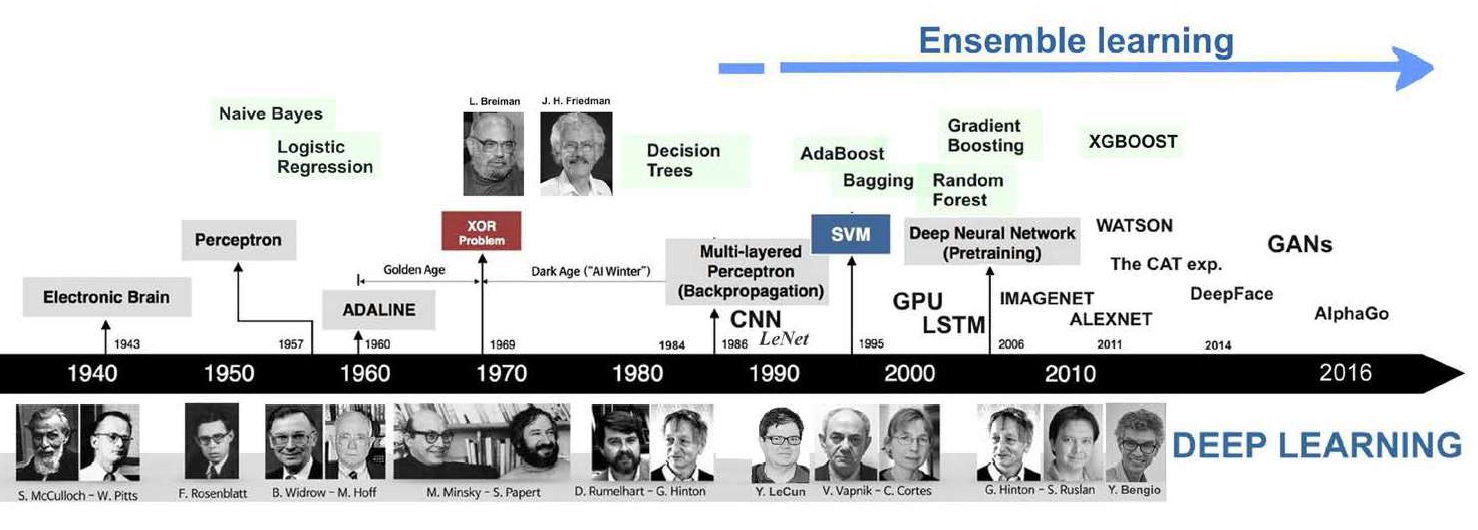 Ensemble learning
L. Breiman
J. H. Friedman
Naive Bayes
Logistic
Regression
Decision
Trees
AdaBoost
Bagging
Gradient
Boosting
Random
Forest
XGBOOST
Electronic Brain
Perceptron
ADALINE
Golden Age
XOR
Problem
Dark Age ("AI Winter")
Multi-layered
Perceptron
(Backpropagation)
CNN
LeNet
SVM
Deep Neural Network
(Pretraining)
GPU
LSTM
IMAGENET
ALEXNET
WATSON
The CAT exp.
DeepFace
GANs
AlphaGo
1943
1957
1960
1969
1984
1986
1995
2006
2011
2014
1940
1950
1960
1970
1980
1990
2000
2010
2016
S. McCulloch – W. Pitts
F. Rosenblatt
B. Widrow – M. Hoff
M. Minsky - S. Papert
D. Rumelhart – G. Hinton
Y. LeCun
V. Vapnik – C. Cortes
G. Hinton – S. Ruslan
Y. Bengio
DEEP LEARNING